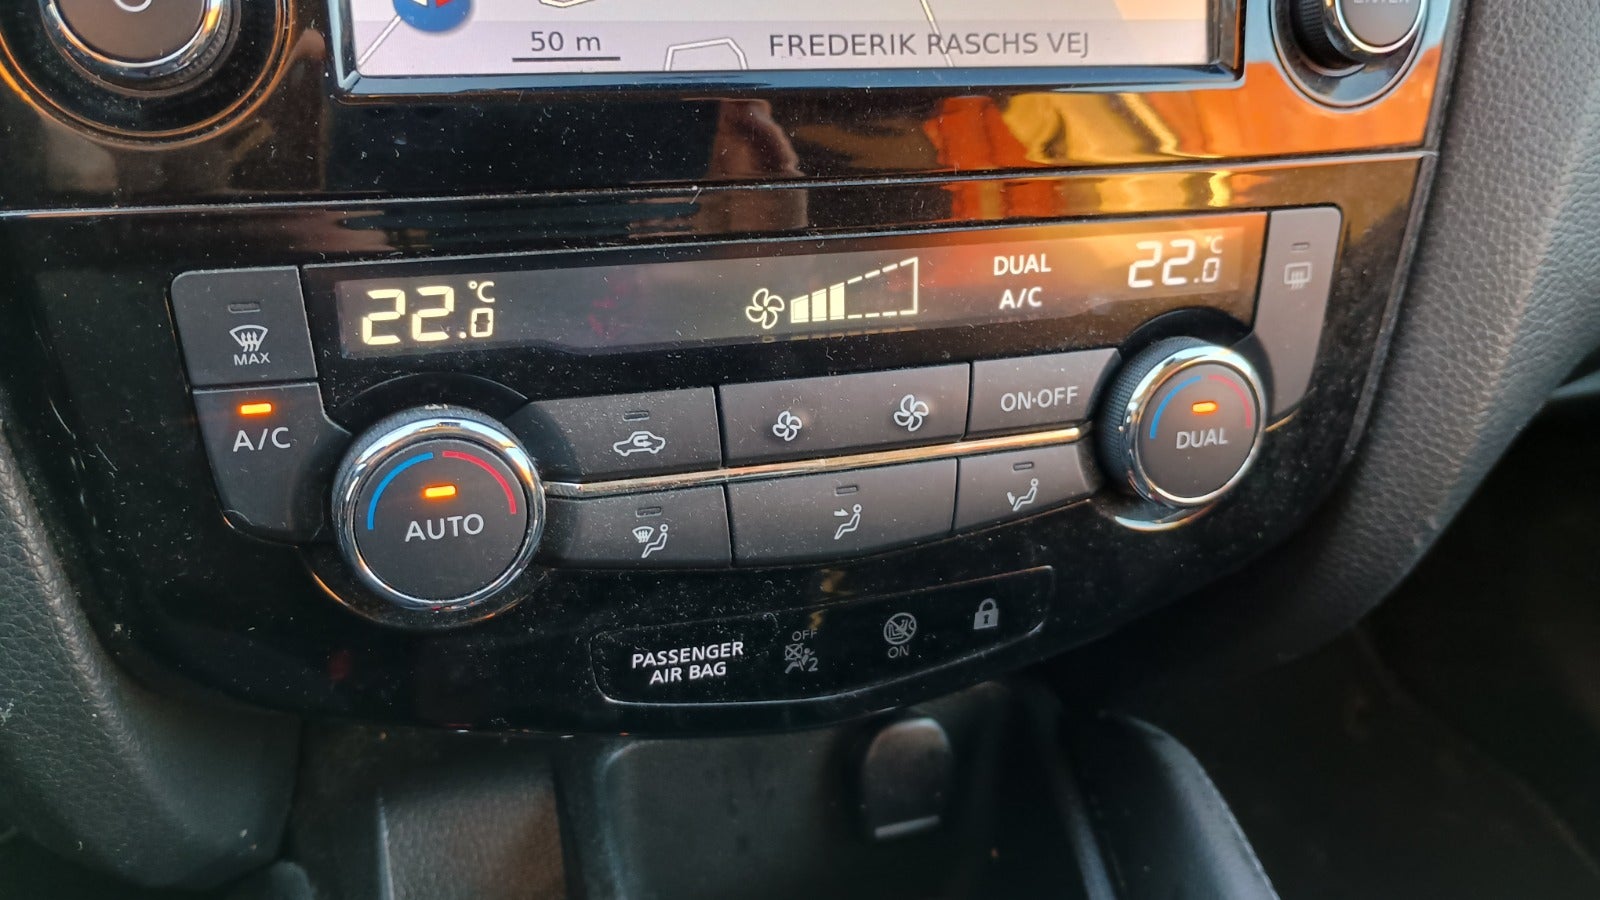 50 m
FREDERIK RASCHS VEJ
ENTER
22.0 °C
DUAL
A/C
22.0 °C
MAX
A/C
AUTO
ON·OFF
DUAL
PASSENGER
AIR BAG
OFF
2
ON